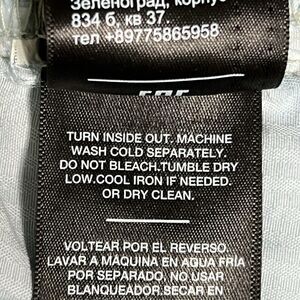 Зеленоград, корпус
834 б, кв 37.
тел +89775865958
TURN INSIDE OUT. MACHINE
WASH COLD SEPARATELY.
DO NOT BLEACH.TUMBLE DRY
LOW.COOL IRON IF NEEDED.
OR DRY CLEAN.
VOLTEAR POR EL REVERSO.
LAVAR A MÁQUINA EN AGUA FRÍA
POR SEPARADO. NO USAR
BLANQUEADOR.SECAR EN